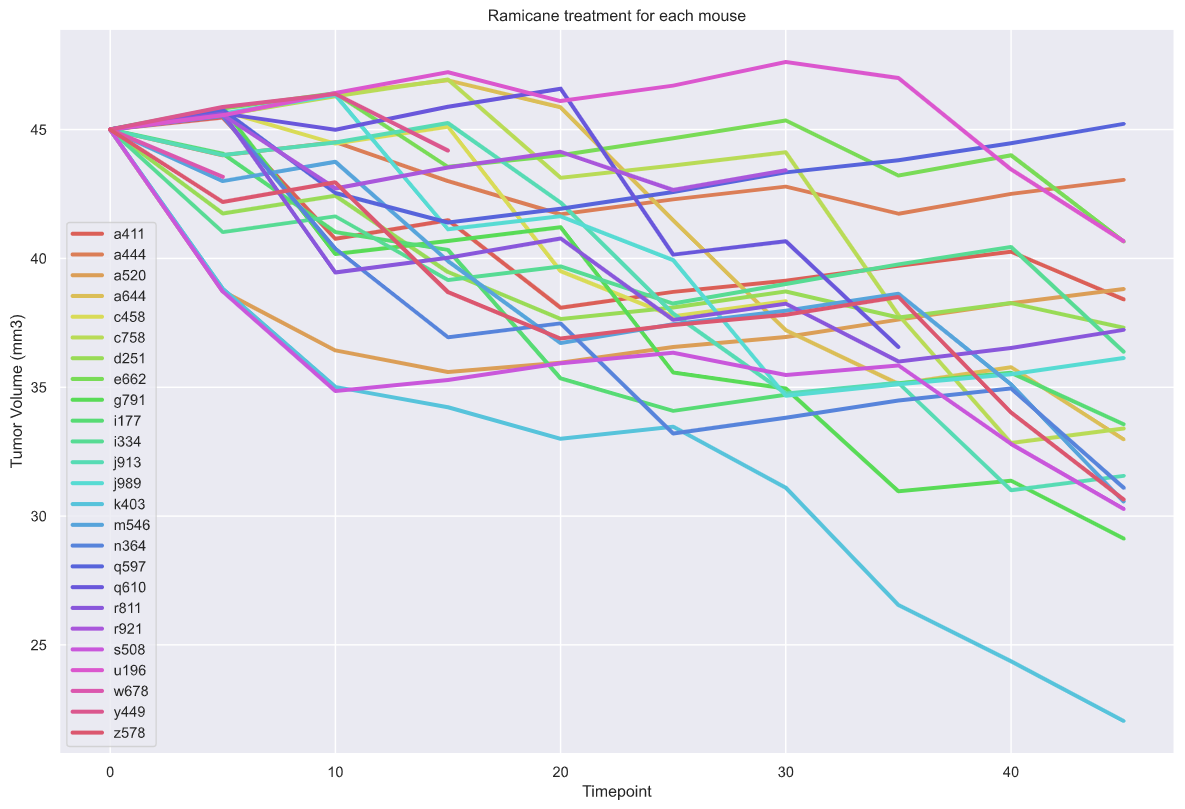 Ramicane treatment for each mouse
45
40
35
30
25
Tumor Volume (mm3)
a411
a444
a520
a644
c458
c758
d251
e662
g791
i177
i334
j913
j989
k403
m546
n364
q597
q610
r811
r921
s508
u196
w678
y449
z578
0 10 20 30 40
Timepoint